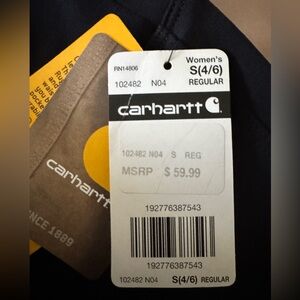 RN14806
Women's
S(4/6)
102482 N04 REGULAR
carhartt
102482 N04 S REG
MSRP $ 59.99
192776387543
192776387543
102482 N04 S(4/6) REGULAR
carhartt
NCE 1889